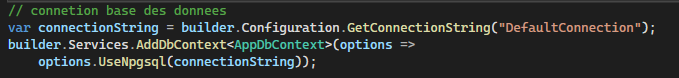 // connetion base des donnees
var connectionString = builder.Configuration.GetConnectionString("DefaultConnection");
builder.Services.AddDbContext<AppDbContext>(options =>
    options.UseNpgsql(connectionString));